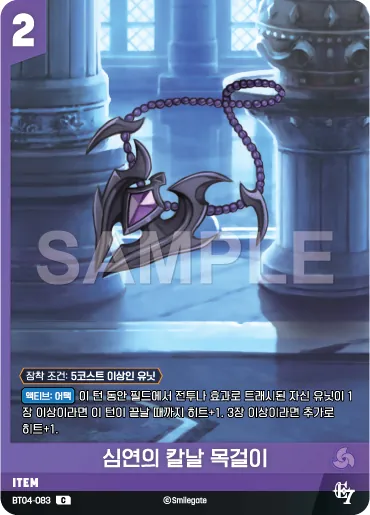 2
SAMPLE
장착 조건: 5코스트 이상인 유닛
액티브: 어택 이 턴 동안 필드에서 전투나 효과로 트래시된 자신 유닛이 1
장 이상이라면 이 턴이 끝날 때까지 히트+1. 3장 이상이라면 추가로
히트+1.
심연의 칼날 목걸이
ITEM
BT04-083 C ©Smilegate